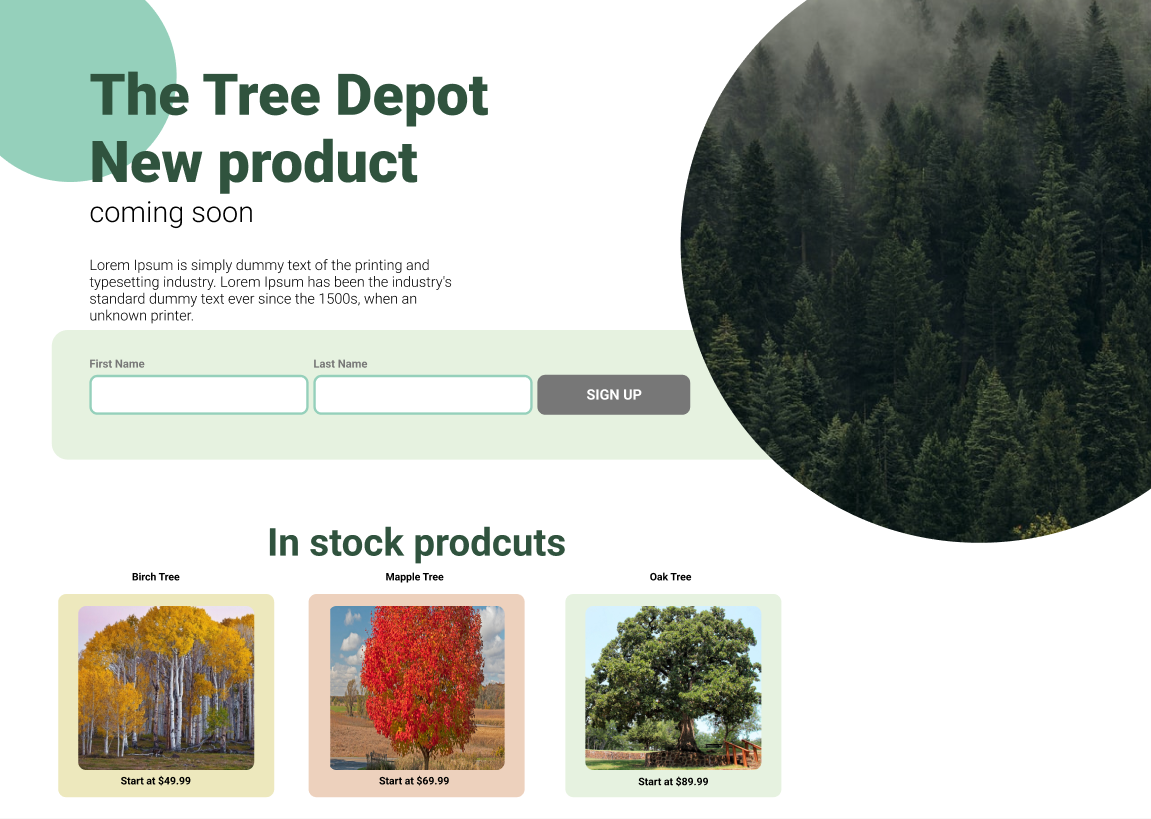 The Tree Depot
New product
coming soon
Lorem Ipsum is simply dummy text of the printing and
typesetting industry. Lorem Ipsum has been the industry's
standard dummy text ever since the 1500s, when an
unknown printer.
First Name
Last Name
SIGN UP
In stock prodcuts
Birch Tree
Mapple Tree
Oak Tree
Start at $49.99
Start at $69.99
Start at $89.99